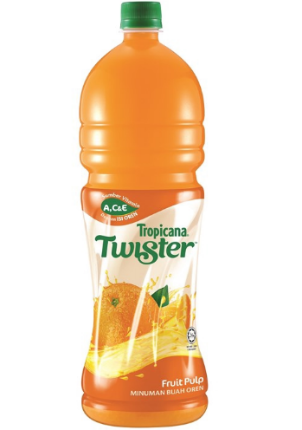 A,C&E
Tropicana
Twister
Fruit Pulp
MINUMAN BUAH OREN